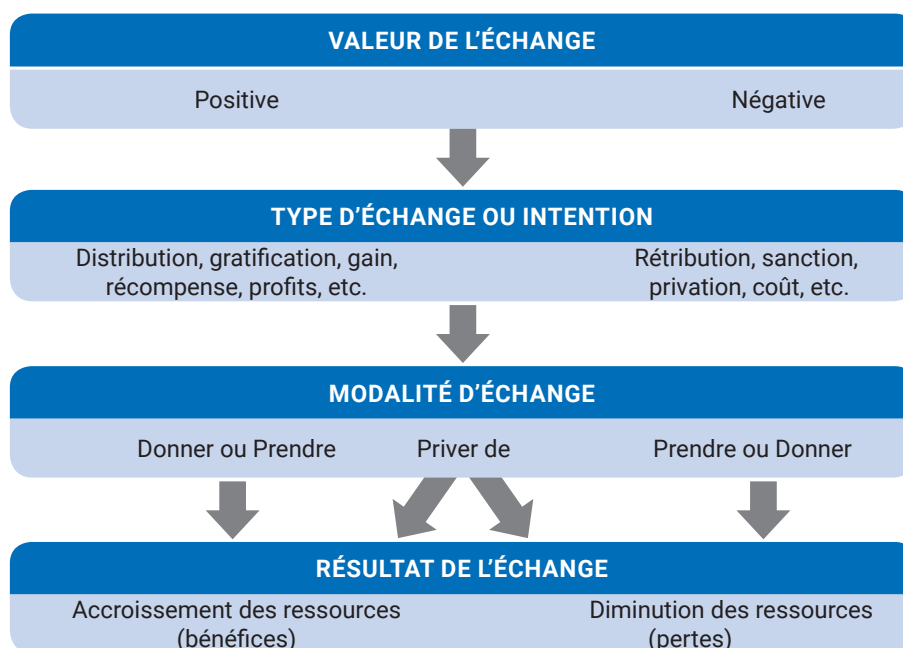 VALEUR DE L'ÉCHANGE
Positive
Négative
TYPE D'ÉCHANGE OU INTENTION
Distribution, gratification, gain,
récompense, profits, etc.
Rétribution, sanction,
privation, coût, etc.
MODALITÉ D'ÉCHANGE
Donner ou Prendre
Priver de
Prendre ou Donner
RÉSULTAT DE L'ÉCHANGE
Accroissement des ressources
(bénéfices)
Diminution des ressources
(pertes)